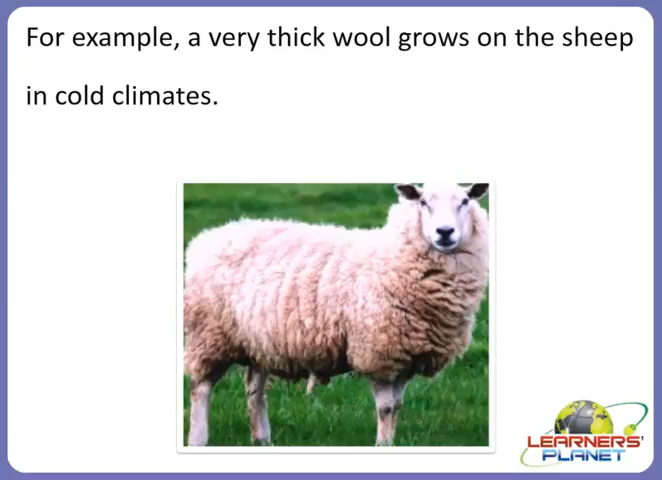 For example, a very thick wool grows on the sheep
in cold climates.
LEARNERS'
PLANET